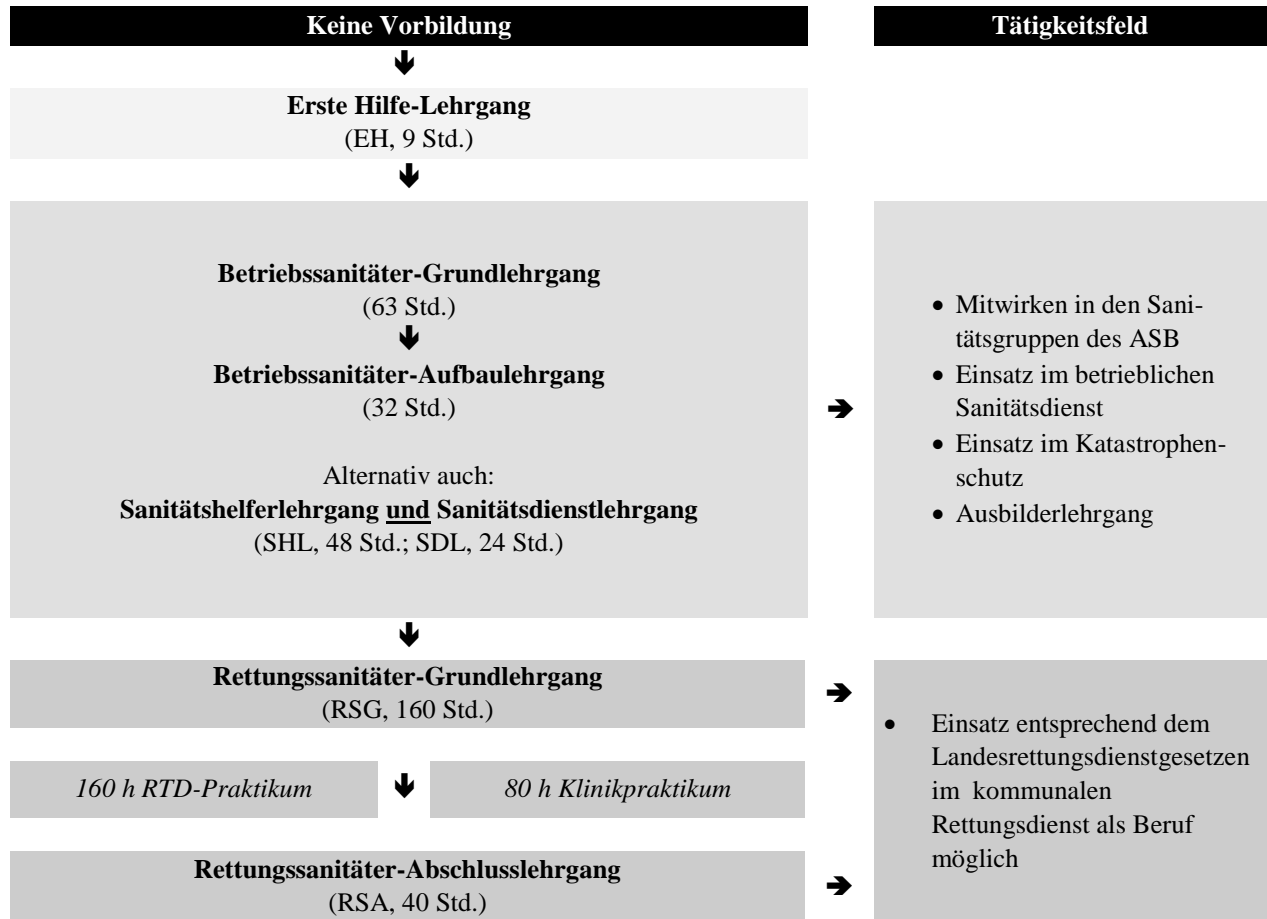 Keine Vorbildung
Tätigkeitsfeld
Erste Hilfe-Lehrgang
(EH, 9 Std.)
Betriebssanitäter-Grundlehrgang
(63 Std.)
Betriebssanitäter-Aufbaulehrgang
(32 Std.)
Alternativ auch:
Sanitätshelferlehrgang und Sanitätsdienstlehrgang
(SHL, 48 Std.; SDL, 24 Std.)
• Mitwirken in den Sani-
tätsgruppen des ASB
• Einsatz im betrieblichen
Sanitätsdienst
• Einsatz im Katastrophen-
schutz
• Ausbilderlehrgang
Rettungssanitäter-Grundlehrgang
(RSG, 160 Std.)
160 h RTD-Praktikum
80 h Klinikpraktikum
Rettungssanitäter-Abschlusslehrgang
(RSA, 40 Std.)
• Einsatz entsprechend dem
Landesrettungsdienstgesetzen
im kommunalen
Rettungsdienst als Beruf
möglich